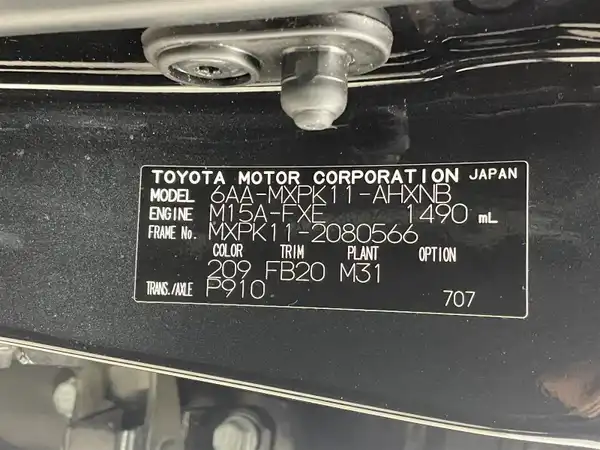 TOYOTA MOTOR CORPORATION JAPAN
MODEL 6AA-MXPK11-AHXNB
ENGINE M15A-FXE 1490 mL
FRAME No. MXPK11-2080566
COLOR TRIM PLANT OPTION
209 FB20 M31
TRANS./AXLE P910
707